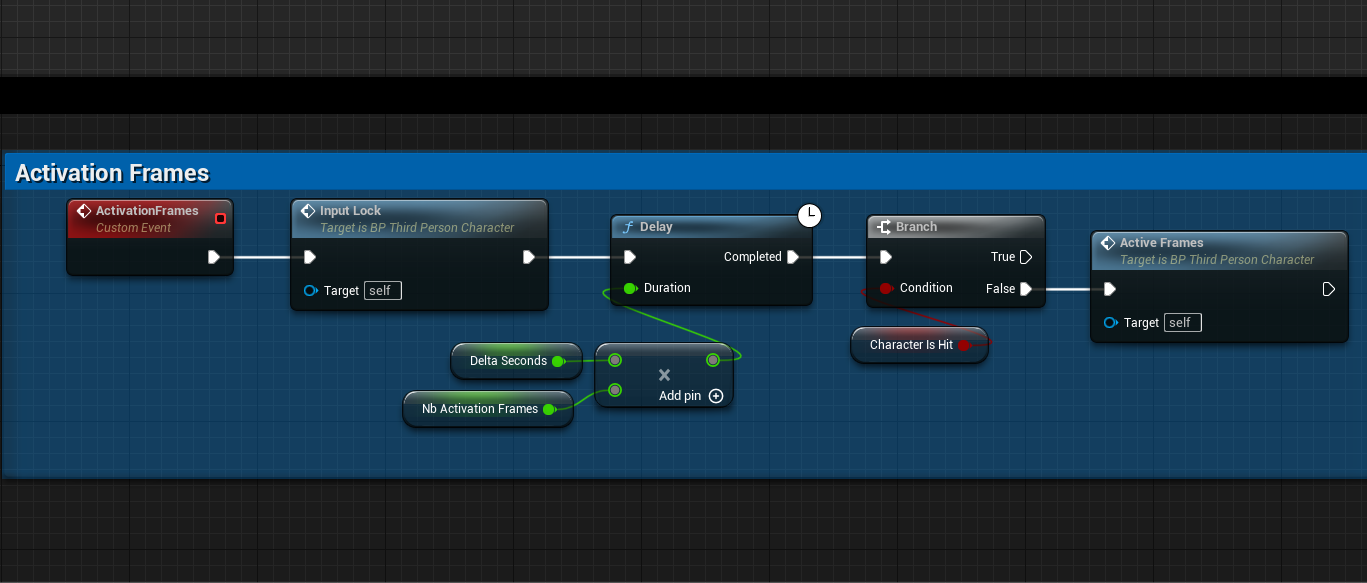 Activation Frames
ActivationFrames
Custom Event
Input Lock
Target is BP Third Person Character
Target self
Delay
Completed
Duration
Branch
True
Condition
False
Active Frames
Target is BP Third Person Character
Target self
Character Is Hit
Delta Seconds
Nb Activation Frames
Add pin